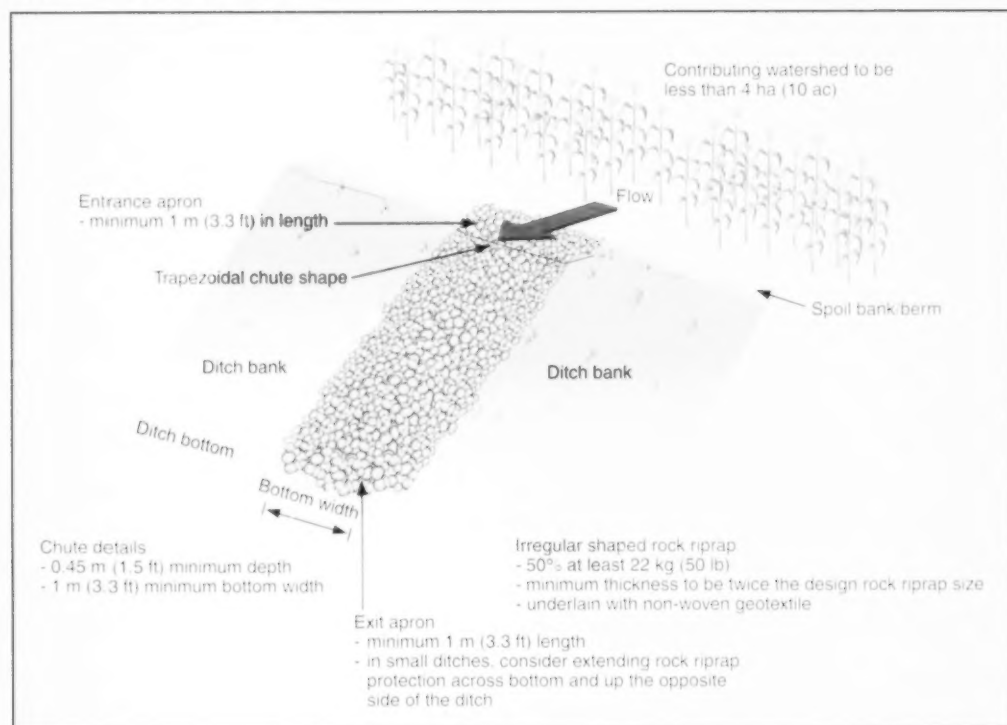 Contributing watershed to be
less than 4 ha (10 ac)
Flow
Entrance apron
- minimum 1 m (3.3 ft) in length
Trapezoidal chute shape
Spoil bank/berm
Ditch bank
Ditch bank
Ditch bottom
Bottom width
Chute details
- 0.45 m (1.5 ft) minimum depth
- 1 m (3.3 ft) minimum bottom width
Irregular shaped rock riprap
- 50% at least 22 kg (50 lb)
- minimum thickness to be twice the design rock riprap size
- underlain with non-woven geotextile
Exit apron
- minimum 1 m (3.3 ft) length
- in small ditches, consider extending rock riprap
protection across bottom and up the opposite
side of the ditch